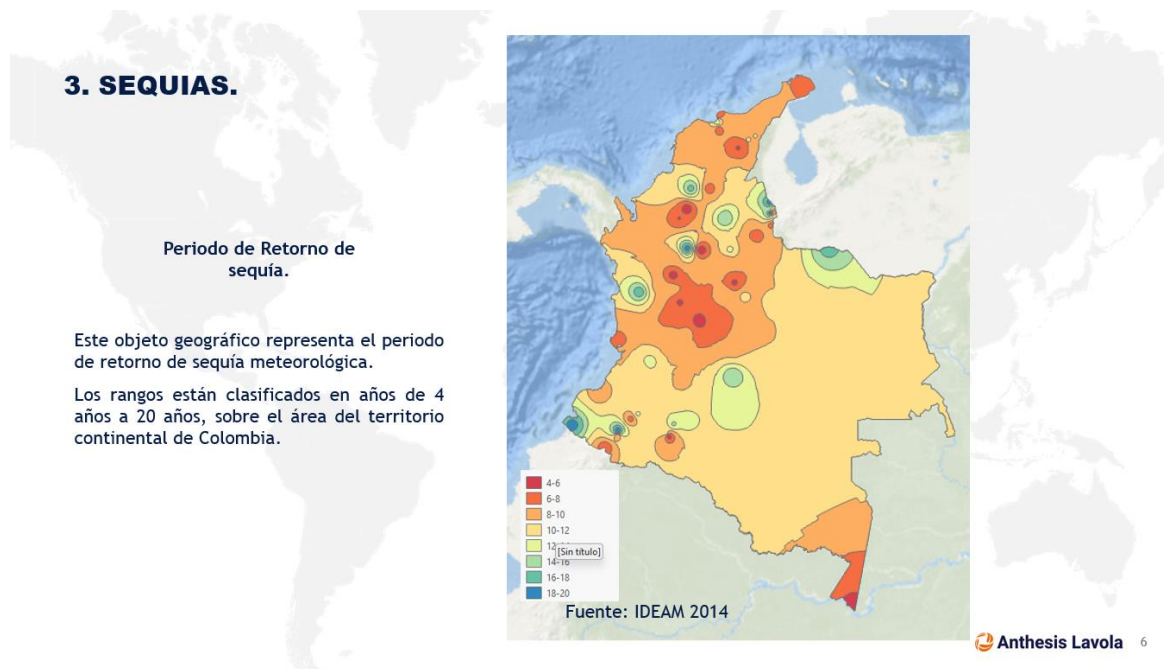 3. SEQUIAS.
Periodo de Retorno de
sequía.
Este objeto geográfico representa el periodo
de retorno de sequía meteorológica.
Los rangos están clasificados en años de 4
años a 20 años, sobre el área del territorio
continental de Colombia.
4-6
6-8
8-10
10-12
[Sin título]
14-16
16-18
18-20
Fuente: IDEAM 2014
Anthesis Lavola
6